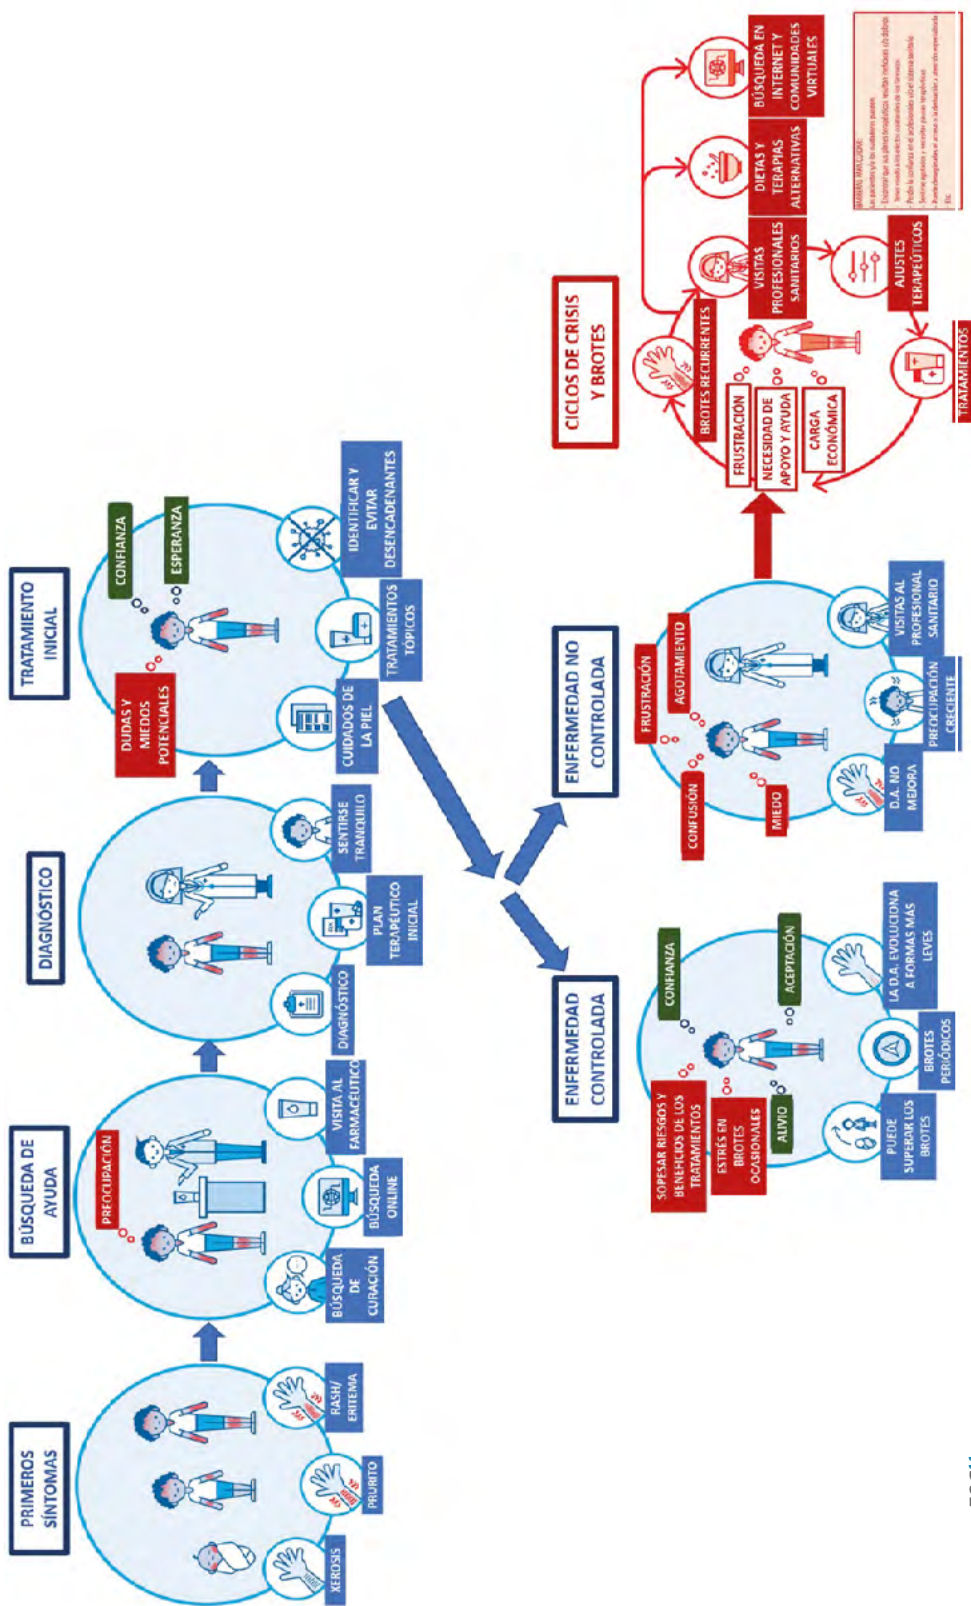 PRIMEROS
SÍNTOMAS
XEROSIS
PRURITO
RASH/
ERITEMA
BÚSQUEDA DE
AYUDA
PREOCUPACIÓN
BÚSQUEDA
DE
CURACIÓN
BÚSQUEDA
ONLINE
VISITA AL
FARMACÉUTICO
DIAGNÓSTICO
DIAGNÓSTICO
PLAN
TERAPÉUTICO
INICIAL
SENTIRSE
TRANQUILO
TRATAMIENTO
INICIAL
DUDAS Y
MIEDOS
POTENCIALES
CONFIANZA
ESPERANZA
CUIDADOS DE
LA PIEL
TRATAMIENTOS
TÓPICOS
IDENTIFICAR Y
EVITAR
DESENCADENANTES
ENFERMEDAD
CONTROLADA
SOPESAR RIESGOS Y
BENEFICIOS DE LOS
TRATAMIENTOS
ESTRÉS EN
BROTES
OCASIONALES
ALIVIO
CONFIANZA
ACEPTACIÓN
PUEDE
SUPERAR LOS
BROTES
BROTES
PERIÓDICOS
LA D.A. EVOLUCIONA
A FORMAS MÁS
LEVES
ENFERMEDAD NO
CONTROLADA
CONFUSIÓN
FRUSTRACIÓN
AGOTAMIENTO
MIEDO
D.A. NO
MEJORA
PREOCUPACIÓN
CRECIENTE
VISITAS AL
PROFESIONAL
SANITARIO
CICLOS DE CRISIS
Y BROTES
BROTES RECURRENTES
FRUSTRACIÓN
NECESIDAD DE
APOYO Y AYUDA
CARGA
ECONÓMICA
VISITAS
PROFESIONALES
SANITARIOS
DIETAS Y
TERAPIAS
ALTERNATIVAS
BÚSQUEDA EN
INTERNET Y
COMUNIDADES
VIRTUALES
AJUSTES
TERAPEÚTICOS
TRATAMIENTOS